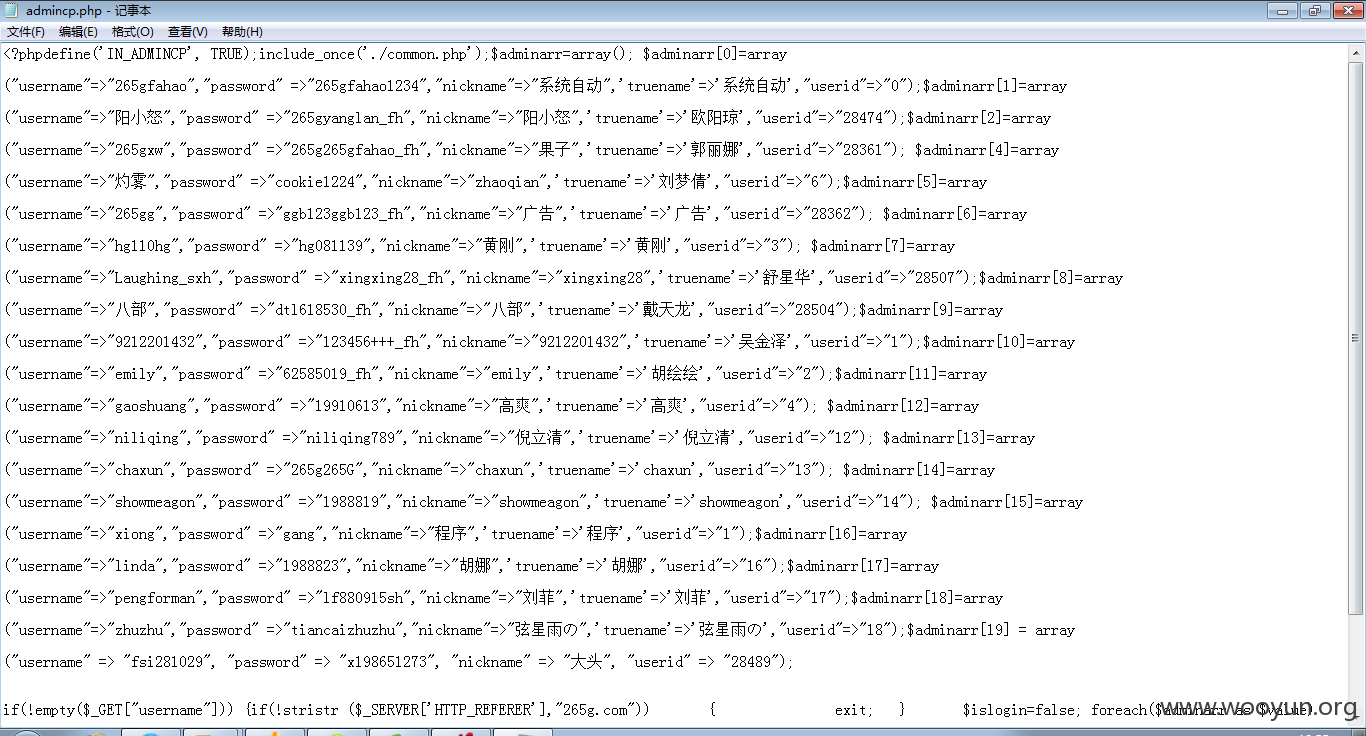 admincp.php - 记事本
文件(F) 编辑(E) 格式(O) 查看(V) 帮助(H)
<?phpdefine('IN_ADMINCP', TRUE);include_once('./common.php');$adminarr=array(); $adminarr[0]=array
("username"=>"265gfahao","password" =>"265gfahao1234","nickname"=>"系统自动",'truename'=>'系统自动',"userid"=>"0");$adminarr[1]=array
("username"=>"阳小怒","password" =>"265gyanglan_fh","nickname"=>"阳小怒",'truename'=>'欧阳琼',"userid"=>"28474");$adminarr[2]=array
("username"=>"265gxw","password" =>"265g265gfahao_fh","nickname"=>"果子",'truename'=>'郭丽娜',"userid"=>"28361"); $adminarr[4]=array
("username"=>"灼雾","password" =>"cookie1224","nickname"=>"zhaoqian",'truename'=>'刘梦倩',"userid"=>"6");$adminarr[5]=array
("username"=>"265gg","password" =>"ggb123ggb123_fh","nickname"=>"广告",'truename'=>'广告',"userid"=>"28362"); $adminarr[6]=array
("username"=>"hg110hg","password" =>"hg081139","nickname"=>"黄刚",'truename'=>'黄刚',"userid"=>"3"); $adminarr[7]=array
("username"=>"Laughing_sxh","password" =>"xingxing28_fh","nickname"=>"xingxing28",'truename'=>'舒星华',"userid"=>"28507");$adminarr[8]=array
("username"=>"八部","password" =>"dtl618530_fh","nickname"=>"八部",'truename'=>'戴天龙',"userid"=>"28504");$adminarr[9]=array
("username"=>"9212201432","password" =>"123456+++_fh","nickname"=>"9212201432",'truename'=>'吴金泽',"userid"=>"1");$adminarr[10]=array
("username"=>"emily","password" =>"62585019_fh","nickname"=>"emily",'truename'=>'胡绘绘',"userid"=>"2");$adminarr[11]=array
("username"=>"gaoshuang","password" =>"19910613","nickname"=>"高爽",'truename'=>'高爽',"userid"=>"4"); $adminarr[12]=array
("username"=>"niliqing","password" =>"niliqing789","nickname"=>"倪立清",'truename'=>'倪立清',"userid"=>"12"); $adminarr[13]=array
("username"=>"chaxun","password" =>"265g265G","nickname"=>"chaxun",'truename'=>'chaxun',"userid"=>"13"); $adminarr[14]=array
("username"=>"showmeagon","password" =>"1988819","nickname"=>"showmeagon",'truename'=>'showmeagon',"userid"=>"14"); $adminarr[15]=array
("username"=>"xiong","password" =>"gang","nickname"=>"程序",'truename'=>'程序',"userid"=>"1");$adminarr[16]=array
("username"=>"linda","password" =>"1988823","nickname"=>"胡娜",'truename'=>'胡娜',"userid"=>"16");$adminarr[17]=array
("username"=>"pengforman","password" =>"lf880915sh","nickname"=>"刘菲",'truename'=>'刘菲',"userid"=>"17");$adminarr[18]=array
("username"=>"zhuzhu","password" =>"tiancaizhuzhu","nickname"=>"弦星雨の",'truename'=>'弦星雨の',"userid"=>"18");$adminarr[19] = array
("username" => "fsi281029", "password" => "x198651273", "nickname" => "大头", "userid" => "28489");
if(!empty($_GET["username"])) {if(!stristr ($_SERVER['HTTP_REFERER'],"265g.com")) { exit; } $islogin=false; foreach($adminarr as $value)
www.wooyun.org